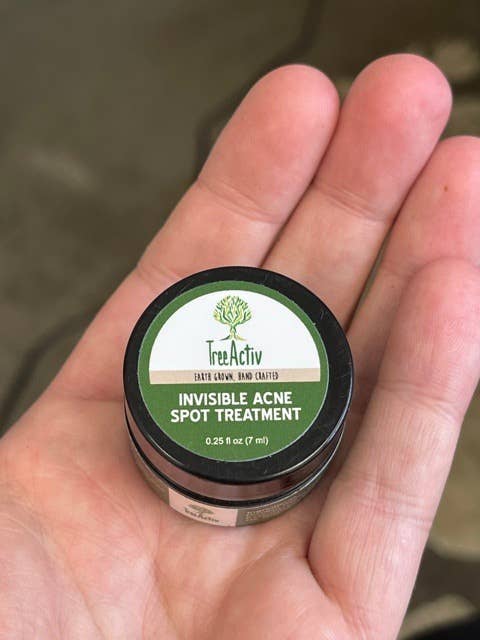 TreeActiv
EARTH GROWN, HAND CRAFTED
INVISIBLE ACNE
SPOT TREATMENT
0.25 fl oz (7 ml)
TreeActiv